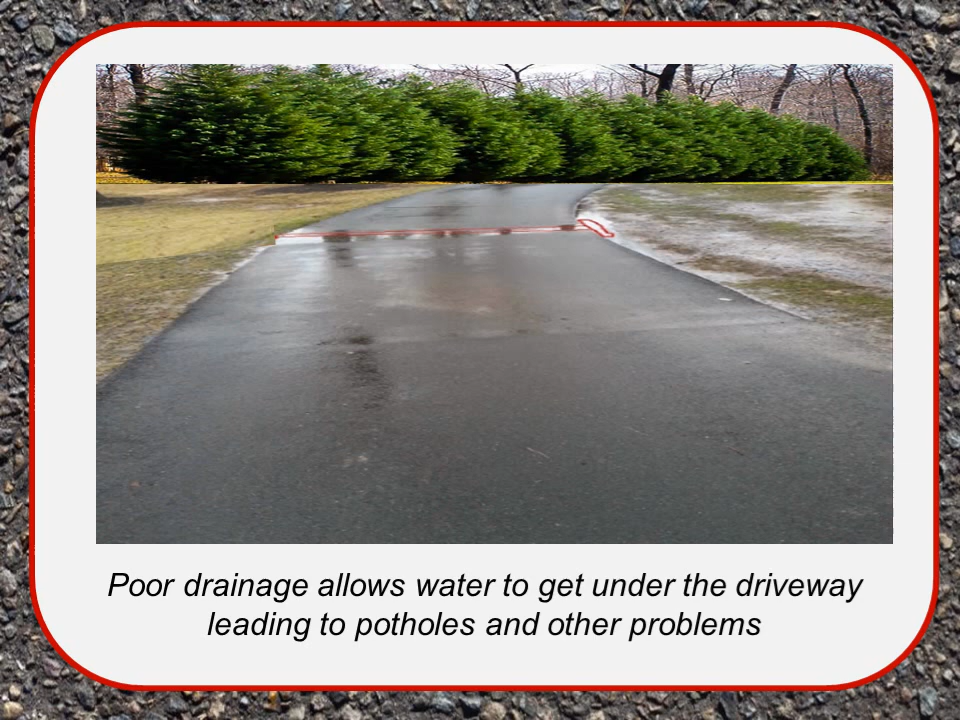 Poor drainage allows water to get under the driveway
leading to potholes and other problems